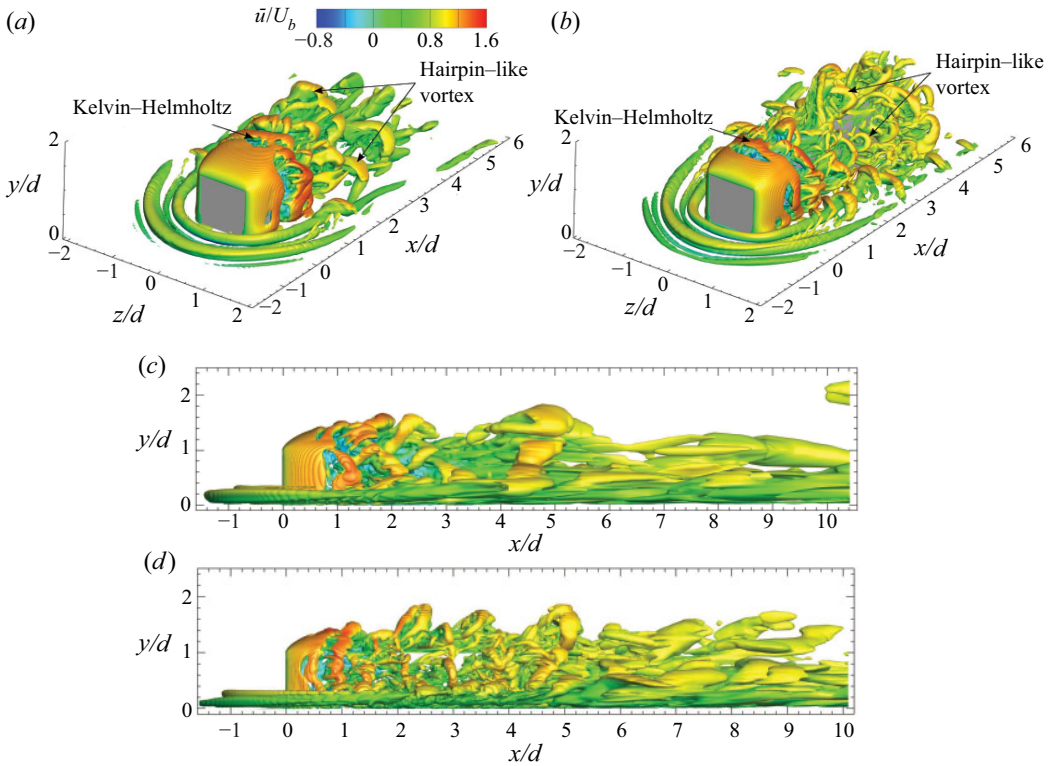 (a)
ū/U_b
−0.8 0 0.8 1.6
(b)
Hairpin–like
vortex
Kelvin–Helmholtz
2
y/d
0
−2
−1
0
1
2
z/d
−2
−1
0
1
2
3
4
5
6
x/d
Hairpin–like
vortex
Kelvin–Helmholtz
2
y/d
0
−2
−1
0
1
2
z/d
−2
−1
0
1
2
3
4
5
6
x/d
(c)
2
y/d
1
0
−1 0 1 2 3 4 5 6 7 8 9 10
x/d
(d)
2
y/d
1
0
−1 0 1 2 3 4 5 6 7 8 9 10
x/d